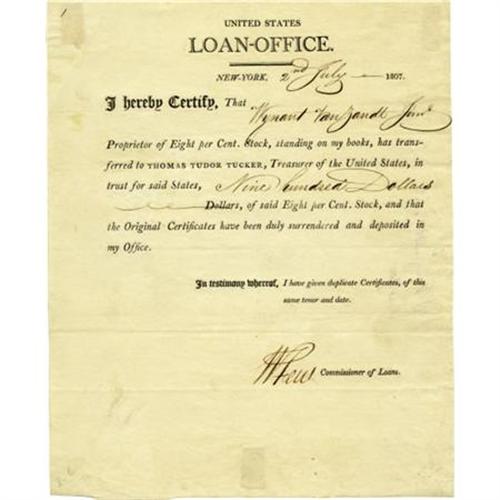 UNITED STATES
LOAN-OFFICE.
NEW-YORK, 2nd July 1807.
I hereby Certify, That Wynant Van Zandt Junr
Proprietor of Eight per Cent. Stock, standing on my books, has trans-
ferred to THOMAS TUDOR TUCKER, Treasurer of the United States, in
trust for said States, Nine hundred Dollars
Dollars, of said Eight per Cent. Stock, and that
the Original Certificates have been duly surrendered and deposited in
my Office.
In testimony whereof, I have given duplicate Certificates, of this
same tenor and date.
Commissioner of Loans.